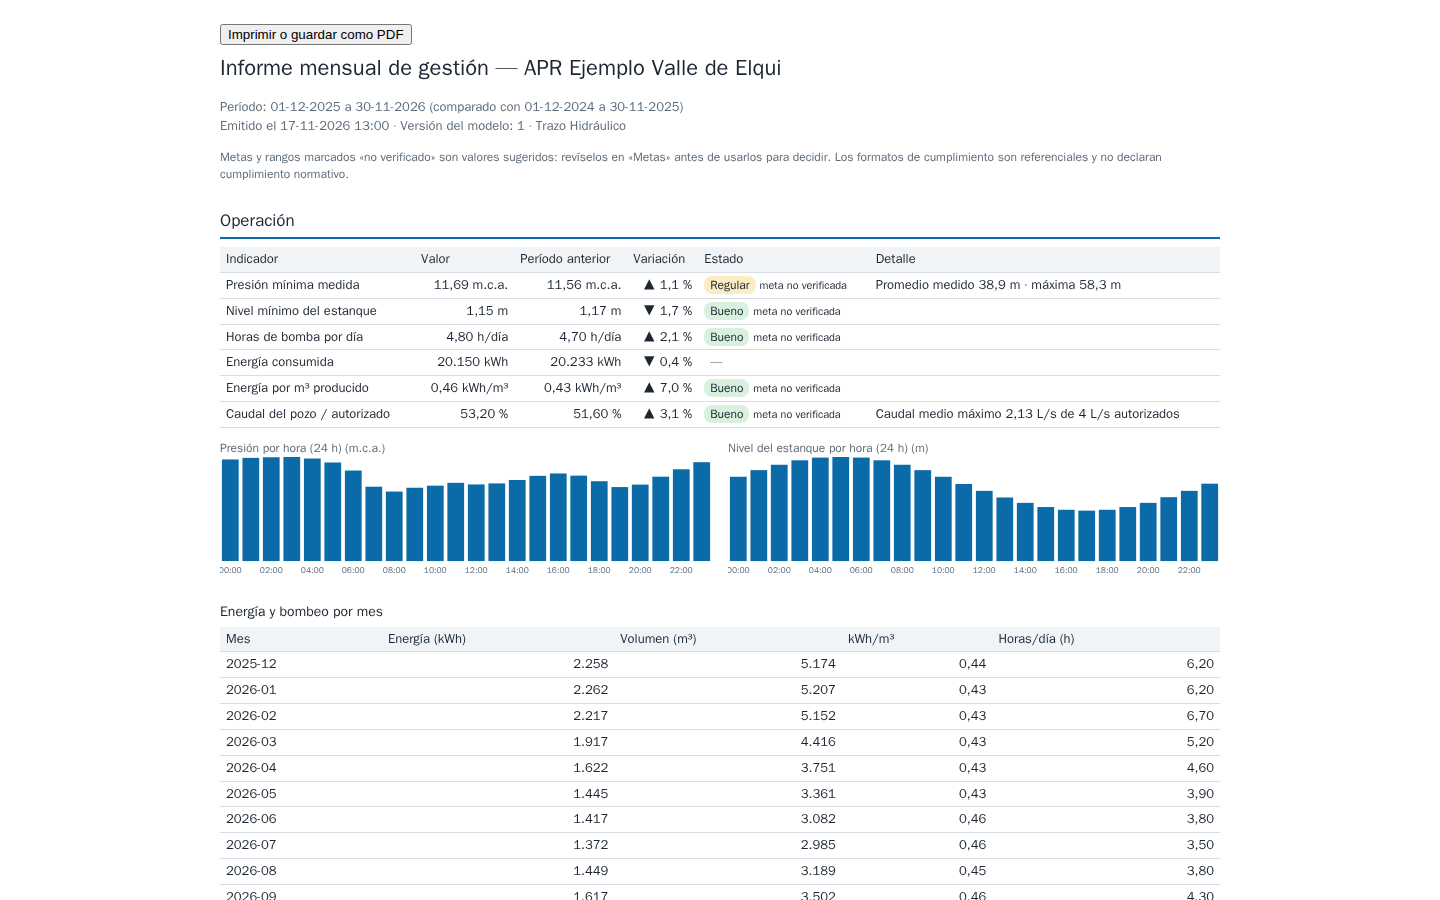 Imprimir o guardar como PDF
Informe mensual de gestión — APR Ejemplo Valle de Elqui
Período: 01-12-2025 a 30-11-2026 (comparado con 01-12-2024 a 30-11-2025)
Emitido el 17-11-2026 13:00 · Versión del modelo: 1 · Trazo Hidráulico
Metas y rangos marcados «no verificado» son valores sugeridos: revíselos en «Metas» antes de usarlos para decidir. Los formatos de cumplimiento son referenciales y no declaran
cumplimiento normativo.
Operación
Indicador Valor Período anterior Variación Estado Detalle
Presión mínima medida 11,69 m.c.a. 11,56 m.c.a. ▲ 1,1 % Regular meta no verificada Promedio medido 38,9 m · máxima 58,3 m
Nivel mínimo del estanque 1,15 m 1,17 m ▼ 1,7 % Bueno meta no verificada
Horas de bomba por día 4,80 h/día 4,70 h/día ▲ 2,1 % Bueno meta no verificada
Energía consumida 20.150 kWh 20.233 kWh ▼ 0,4 % —
Energía por m³ producido 0,46 kWh/m³ 0,43 kWh/m³ ▲ 7,0 % Bueno meta no verificada
Caudal del pozo / autorizado 53,20 % 51,60 % ▲ 3,1 % Bueno meta no verificada Caudal medio máximo 2,13 L/s de 4 L/s autorizados
Presión por hora (24 h) (m.c.a.) Nivel del estanque por hora (24 h) (m)
00:00 02:00 04:00 06:00 08:00 10:00 12:00 14:00 16:00 18:00 20:00 22:00 00:00 02:00 04:00 06:00 08:00 10:00 12:00 14:00 16:00 18:00 20:00 22:00
Energía y bombeo por mes
Mes Energía (kWh) Volumen (m³) kWh/m³ Horas/día (h)
2025-12 2.258 5.174 0,44 6,20
2026-01 2.262 5.207 0,43 6,20
2026-02 2.217 5.152 0,43 6,70
2026-03 1.917 4.416 0,43 5,20
2026-04 1.622 3.751 0,43 4,60
2026-05 1.445 3.361 0,43 3,90
2026-06 1.417 3.082 0,46 3,80
2026-07 1.372 2.985 0,46 3,50
2026-08 1.449 3.189 0,45 3,80
2026-09 1.617 3.502 0,46 4,30